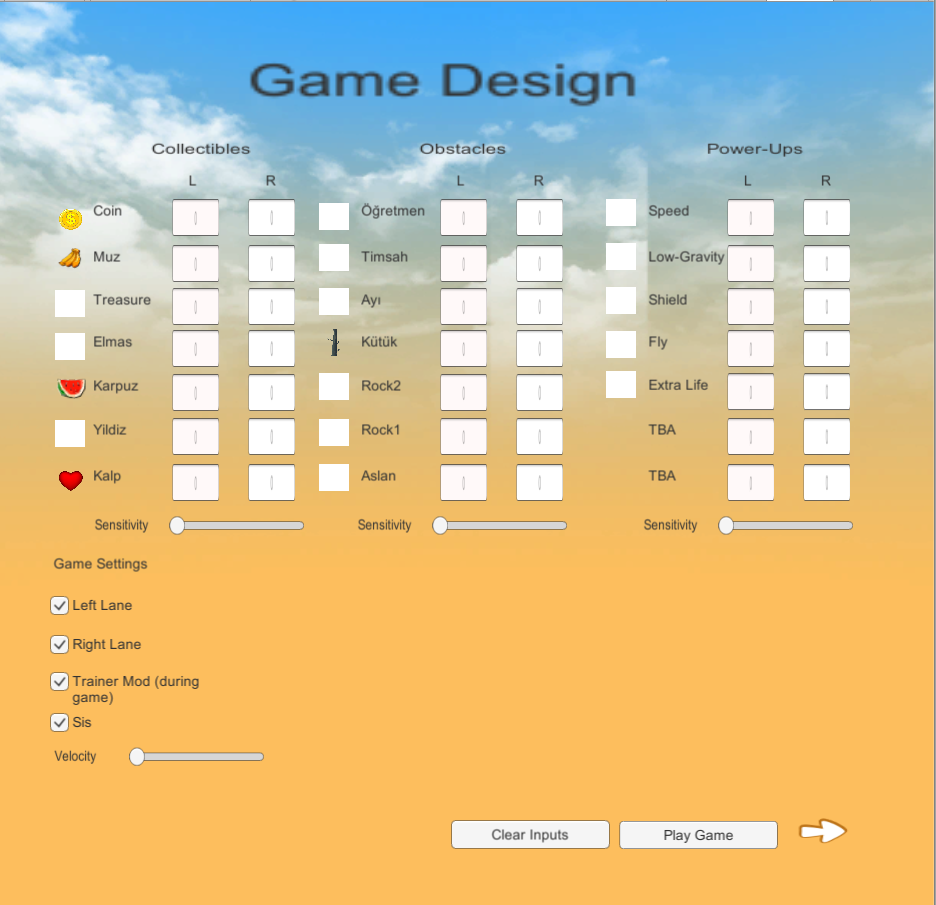 Game Design
Collectibles Obstacles Power-Ups
L R L R L R
Coin Öğretmen Speed
Muz Timsah Low-Gravity
Treasure Ayı Shield
Elmas Kütük Fly
Karpuz Rock2 Extra Life
Yildiz Rock1 TBA
Kalp Aslan TBA
Sensitivity Sensitivity Sensitivity
Game Settings
Left Lane
Right Lane
Trainer Mod (during
game)
Sis
Velocity
Clear Inputs Play Game